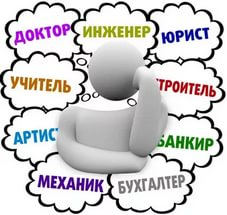 ДОКТОР
ИНЖЕНЕР
ЮРИСТ
УЧИТЕЛЬ
СТРОИТЕЛЬ
АРТИСТ
БАНКИР
МЕХАНИК
БУХГАЛТЕР